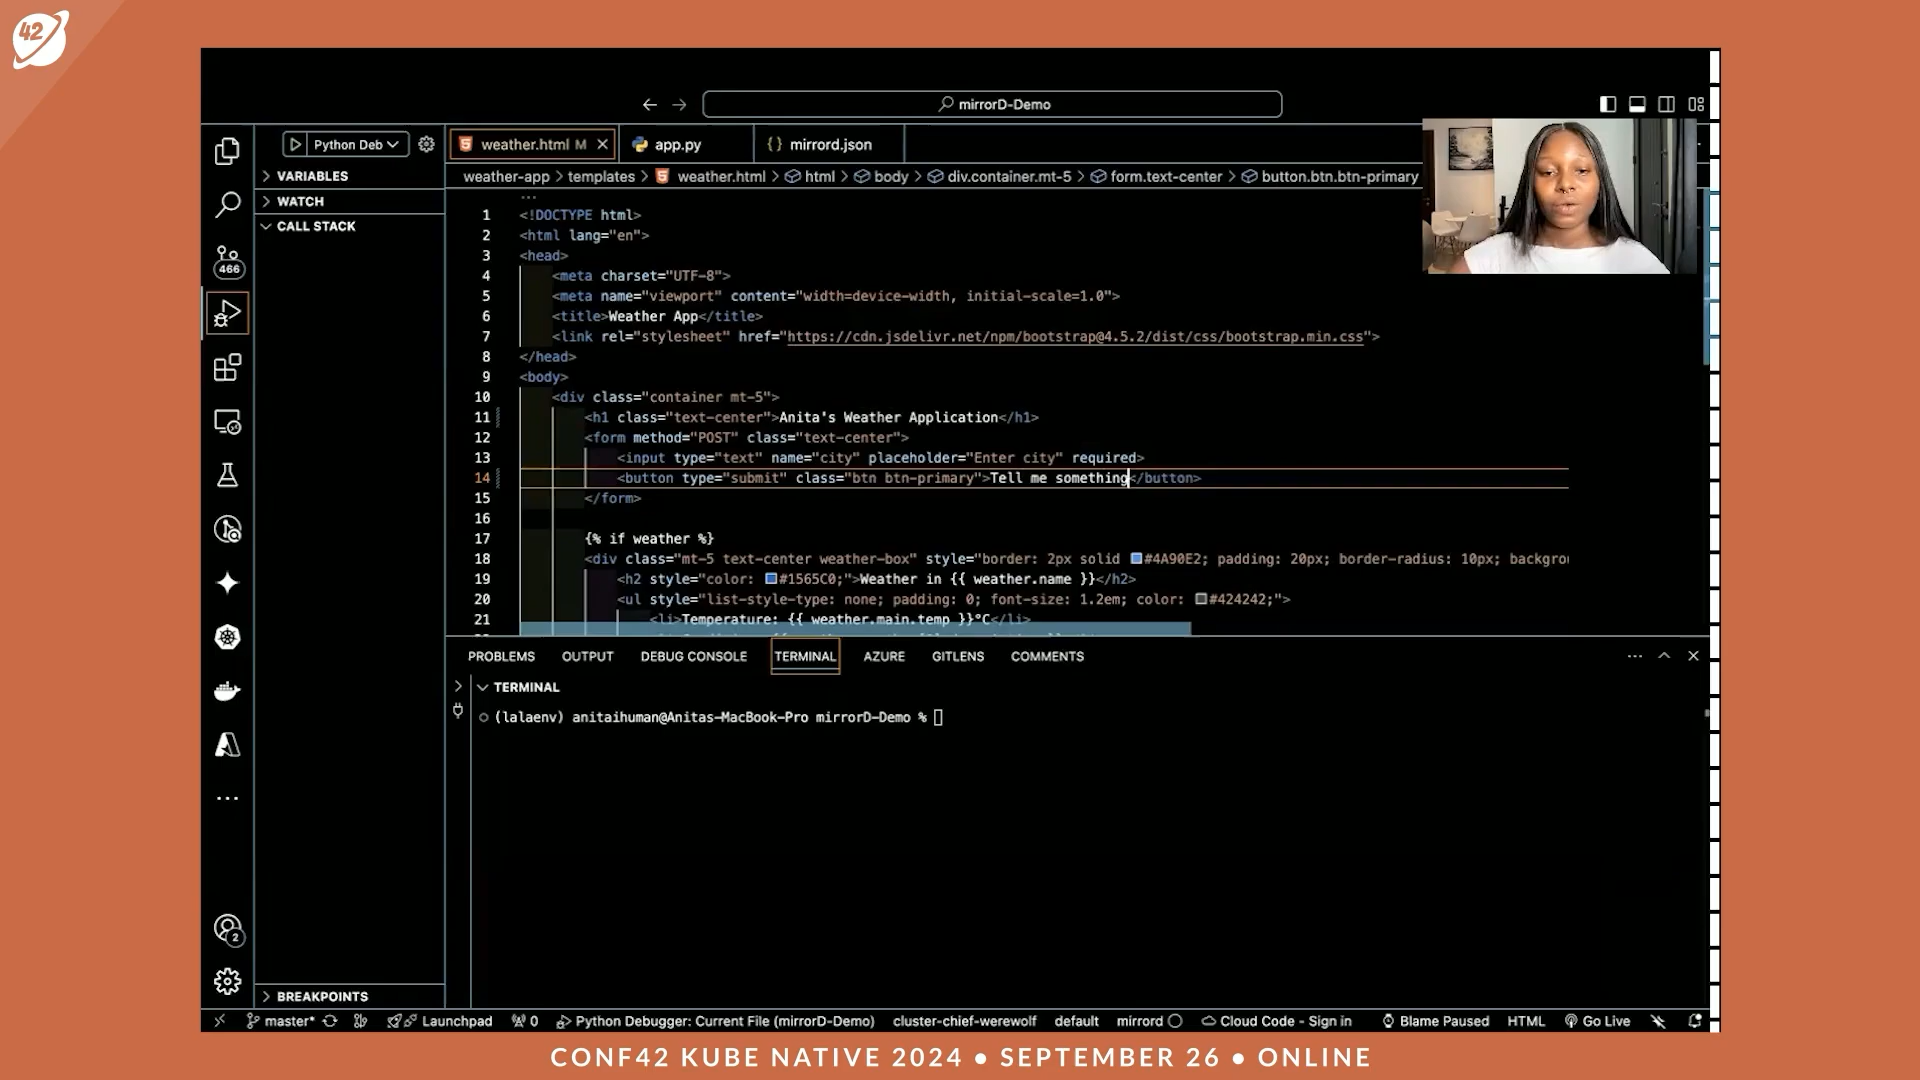 42
mirrorD-Demo
Python Deb
weather.html M
app.py
{} mirrord.json
weather-app > templates > weather.html > html > body > div.container.mt-5 > form.text-center > button.btn.btn-primary
VARIABLES
WATCH
CALL STACK
466
...
1 <!DOCTYPE html>
2 <html lang="en">
3 <head>
4 <meta charset="UTF-8">
5 <meta name="viewport" content="width=device-width, initial-scale=1.0">
6 <title>Weather App</title>
7 <link rel="stylesheet" href="https://cdn.jsdelivr.net/npm/bootstrap@4.5.2/dist/css/bootstrap.min.css">
8 </head>
9 <body>
10 <div class="container mt-5">
11 <h1 class="text-center">Anita's Weather Application</h1>
12 <form method="POST" class="text-center">
13 <input type="text" name="city" placeholder="Enter city" required>
14 <button type="submit" class="btn btn-primary">Tell me something</button>
15 </form>
16
17 {% if weather %}
18 <div class="mt-5 text-center weather-box" style="border: 2px solid #4A90E2; padding: 20px; border-radius: 10px; backgro
19 <h2 style="color: #1565C0;">Weather in {{ weather.name }}</h2>
20 <ul style="list-style-type: none; padding: 0; font-size: 1.2em; color: #424242;">
21 <li>Temperature: {{ weather.main.temp }}°C</li>
PROBLEMS OUTPUT DEBUG CONSOLE TERMINAL AZURE GITLENS COMMENTS
TERMINAL
(lalaenv) anitaihuman@Anitas-MacBook-Pro mirrorD-Demo %
2
BREAKPOINTS
master* Launchpad 0 Python Debugger: Current File (mirrorD-Demo) cluster-chief-werewolf default mirrord Cloud Code - Sign in Blame Paused HTML Go Live
CONF42 KUBE NATIVE 2024 • SEPTEMBER 26 • ONLINE